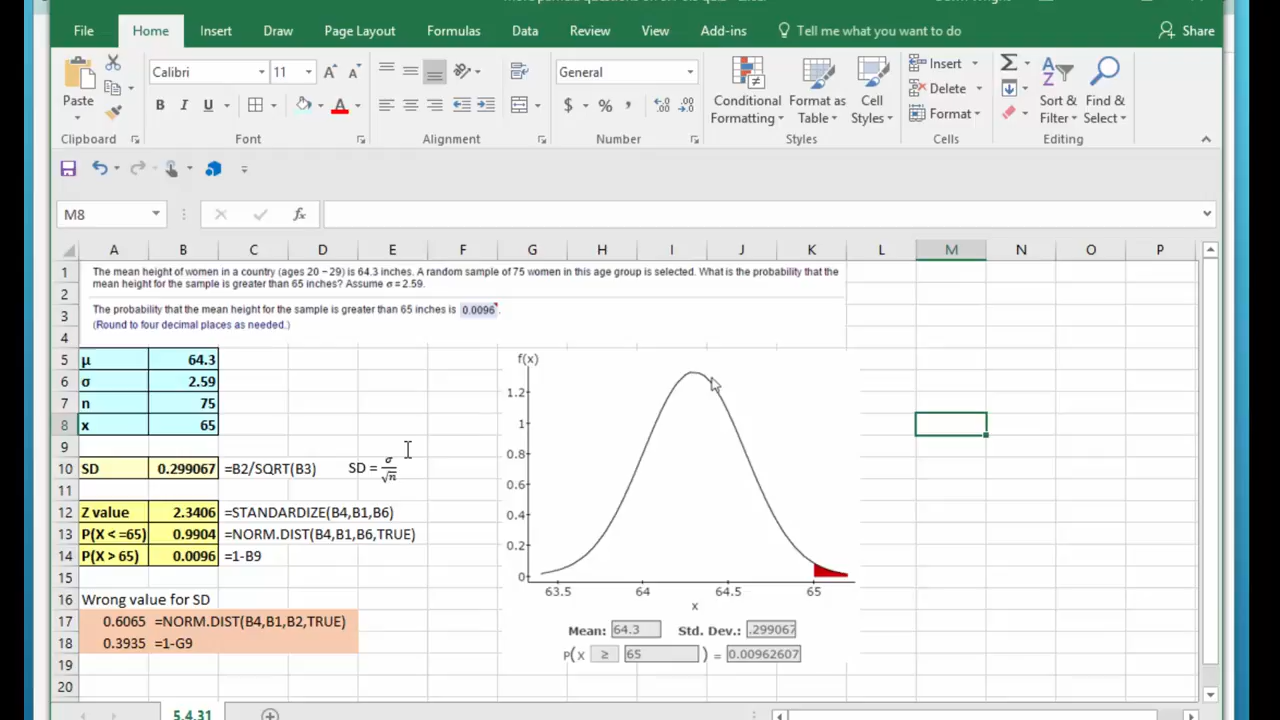 File Home Insert Draw Page Layout Formulas Data Review View Add-ins Tell me what you want to do Share
Paste
Calibri 11
B I U A
General
$ % ,
Conditional Formatting
Format as Table
Cell Styles
Insert
Delete
Format
Sort & Filter
Find & Select
Clipboard Font Alignment Number Styles Cells Editing
M8 fx
A B C D E F G H I J K L M N O P
1 The mean height of women in a country (ages 20 – 29) is 64.3 inches. A random sample of 75 women in this age group is selected. What is the probability that the
2 mean height for the sample is greater than 65 inches? Assume σ = 2.59.
3 The probability that the mean height for the sample is greater than 65 inches is 0.0096.
4 (Round to four decimal places as needed.)
5 μ 64.3
6 σ 2.59
7 n 75
8 x 65
9
10 SD 0.299067 =B2/SQRT(B3) SD = σ/√n
11
12 Z value 2.3406 =STANDARDIZE(B4,B1,B6)
13 P(X <=65) 0.9904 =NORM.DIST(B4,B1,B6,TRUE)
14 P(X > 65) 0.0096 =1-B9
15
16 Wrong value for SD
17 0.6065 =NORM.DIST(B4,B1,B2,TRUE)
18 0.3935 =1-G9
19
20
f(x)
1.2
1
0.8
0.6
0.4
0.2
0
63.5 64 64.5 65
x
Mean: 64.3 Std. Dev.: .299067
P(X ≥ 65 ) = 0.00962607
5.4.31